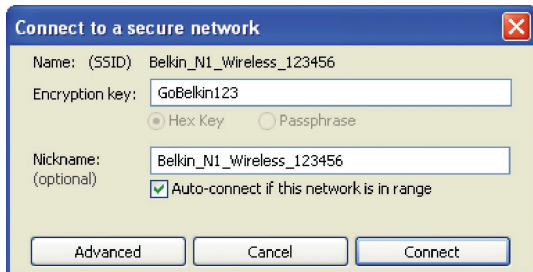 Connect to a secure network
Name: (SSID) Belkin_N1_Wireless_123456
Encryption key: GoBelkin123
Hex Key Passphrase
Nickname: Belkin_N1_Wireless_123456
(optional)
Auto-connect if this network is in range
Advanced Cancel Connect